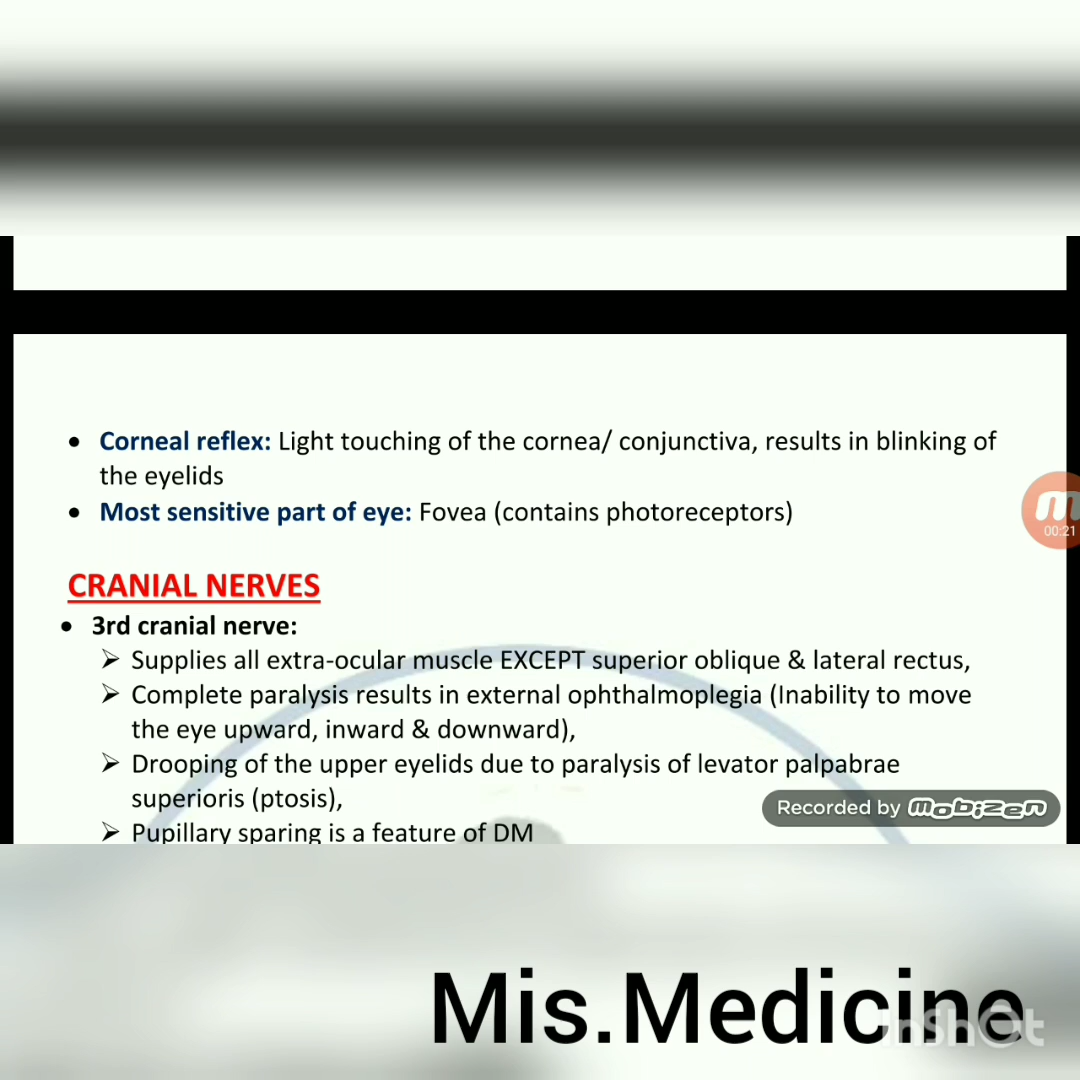 • Corneal reflex: Light touching of the cornea/ conjunctiva, results in blinking of
the eyelids
• Most sensitive part of eye: Fovea (contains photoreceptors)
00:21
CRANIAL NERVES
• 3rd cranial nerve:
➢ Supplies all extra-ocular muscle EXCEPT superior oblique & lateral rectus,
➢ Complete paralysis results in external ophthalmoplegia (Inability to move
the eye upward, inward & downward),
➢ Drooping of the upper eyelids due to paralysis of levator palpabrae
superioris (ptosis),
Recorded by mobizen
➢ Pupillary sparing is a feature of DM
Mis.Medicine
InShOt